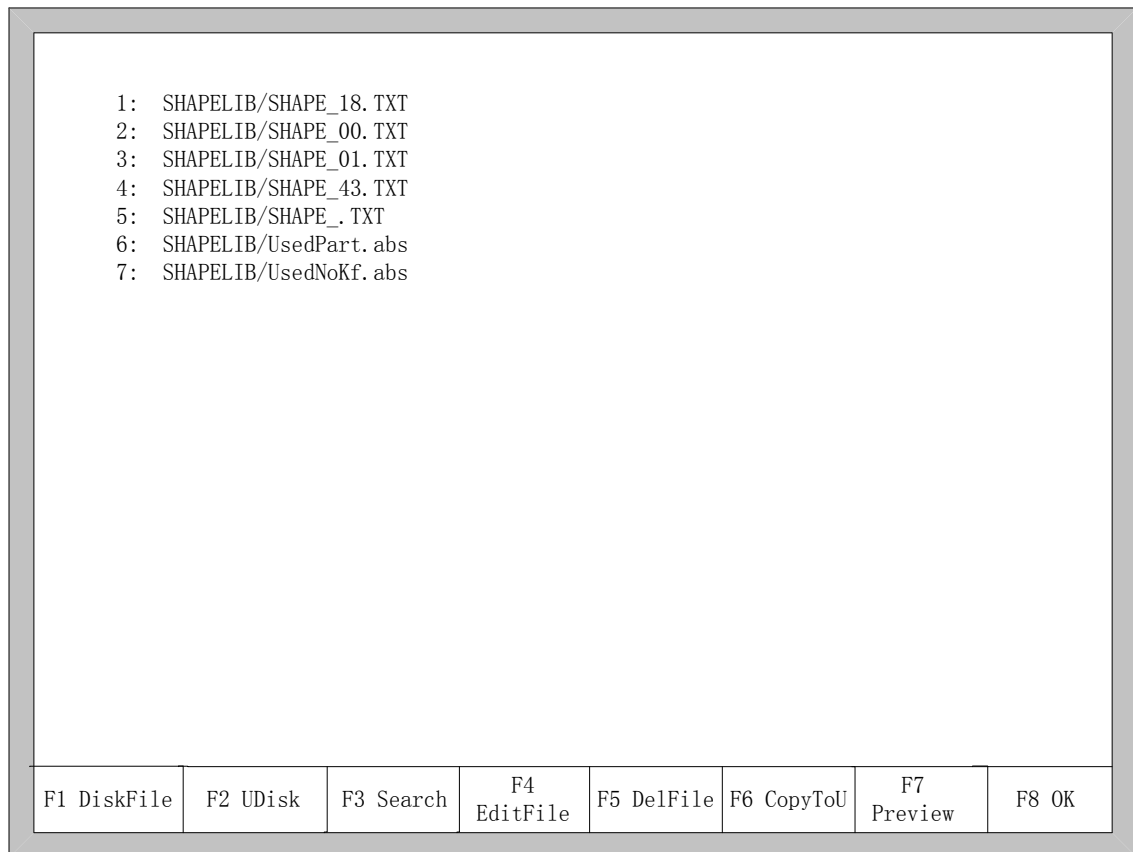 1: SHAPELIB/SHAPE_18.TXT
2: SHAPELIB/SHAPE_00.TXT
3: SHAPELIB/SHAPE_01.TXT
4: SHAPELIB/SHAPE_43.TXT
5: SHAPELIB/SHAPE_.TXT
6: SHAPELIB/UsedPart.abs
7: SHAPELIB/UsedNoKf.abs
F1 DiskFile
F2 UDisk
F3 Search
F4
EditFile
F5 DelFile
F6 CopyToU
F7
Preview
F8 OK